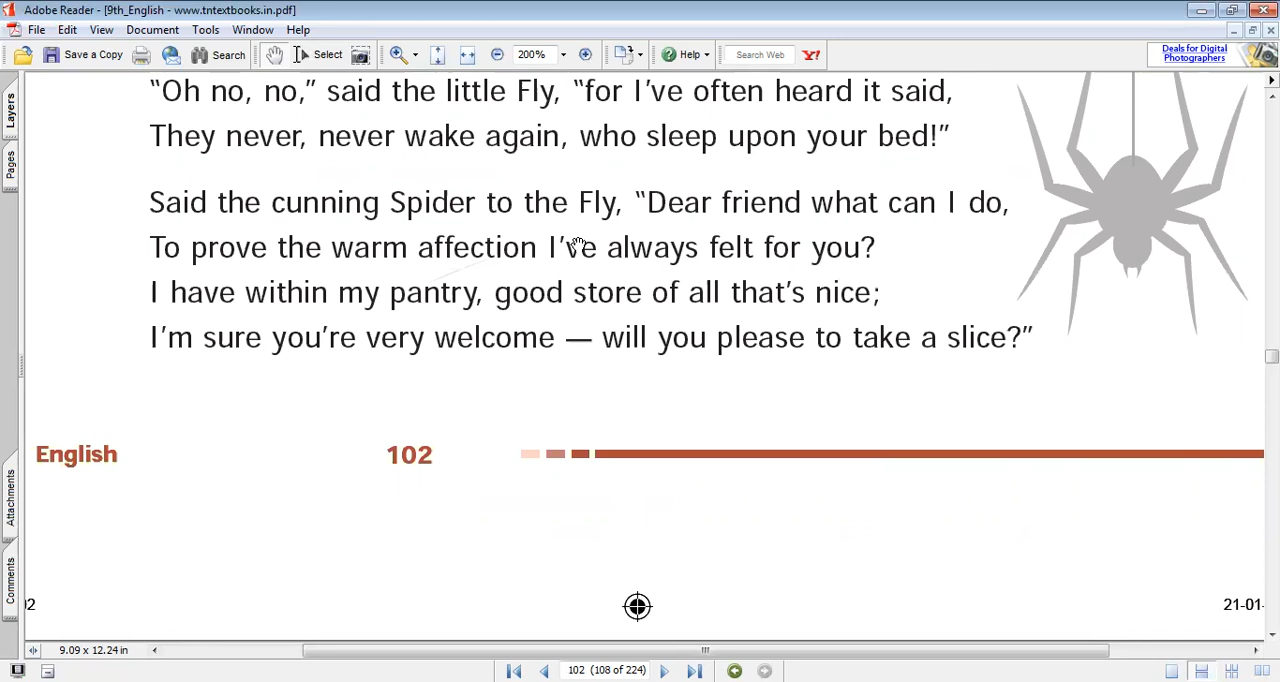 Adobe Reader - [9th_English - www.tntextbooks.in.pdf]
File Edit View Document Tools Window Help
Save a Copy Search Select 200% Help Search Web Y! Deals for Digital Photographers
Layers
Pages
Attachments
Comments
“Oh no, no,” said the little Fly, “for I’ve often heard it said,
They never, never wake again, who sleep upon your bed!”
Said the cunning Spider to the Fly, “Dear friend what can I do,
To prove the warm affection I’ve always felt for you?
I have within my pantry, good store of all that’s nice;
I’m sure you’re very welcome — will you please to take a slice?”
English 102
02 21-01-
9.09 x 12.24 in
102 (108 of 224)